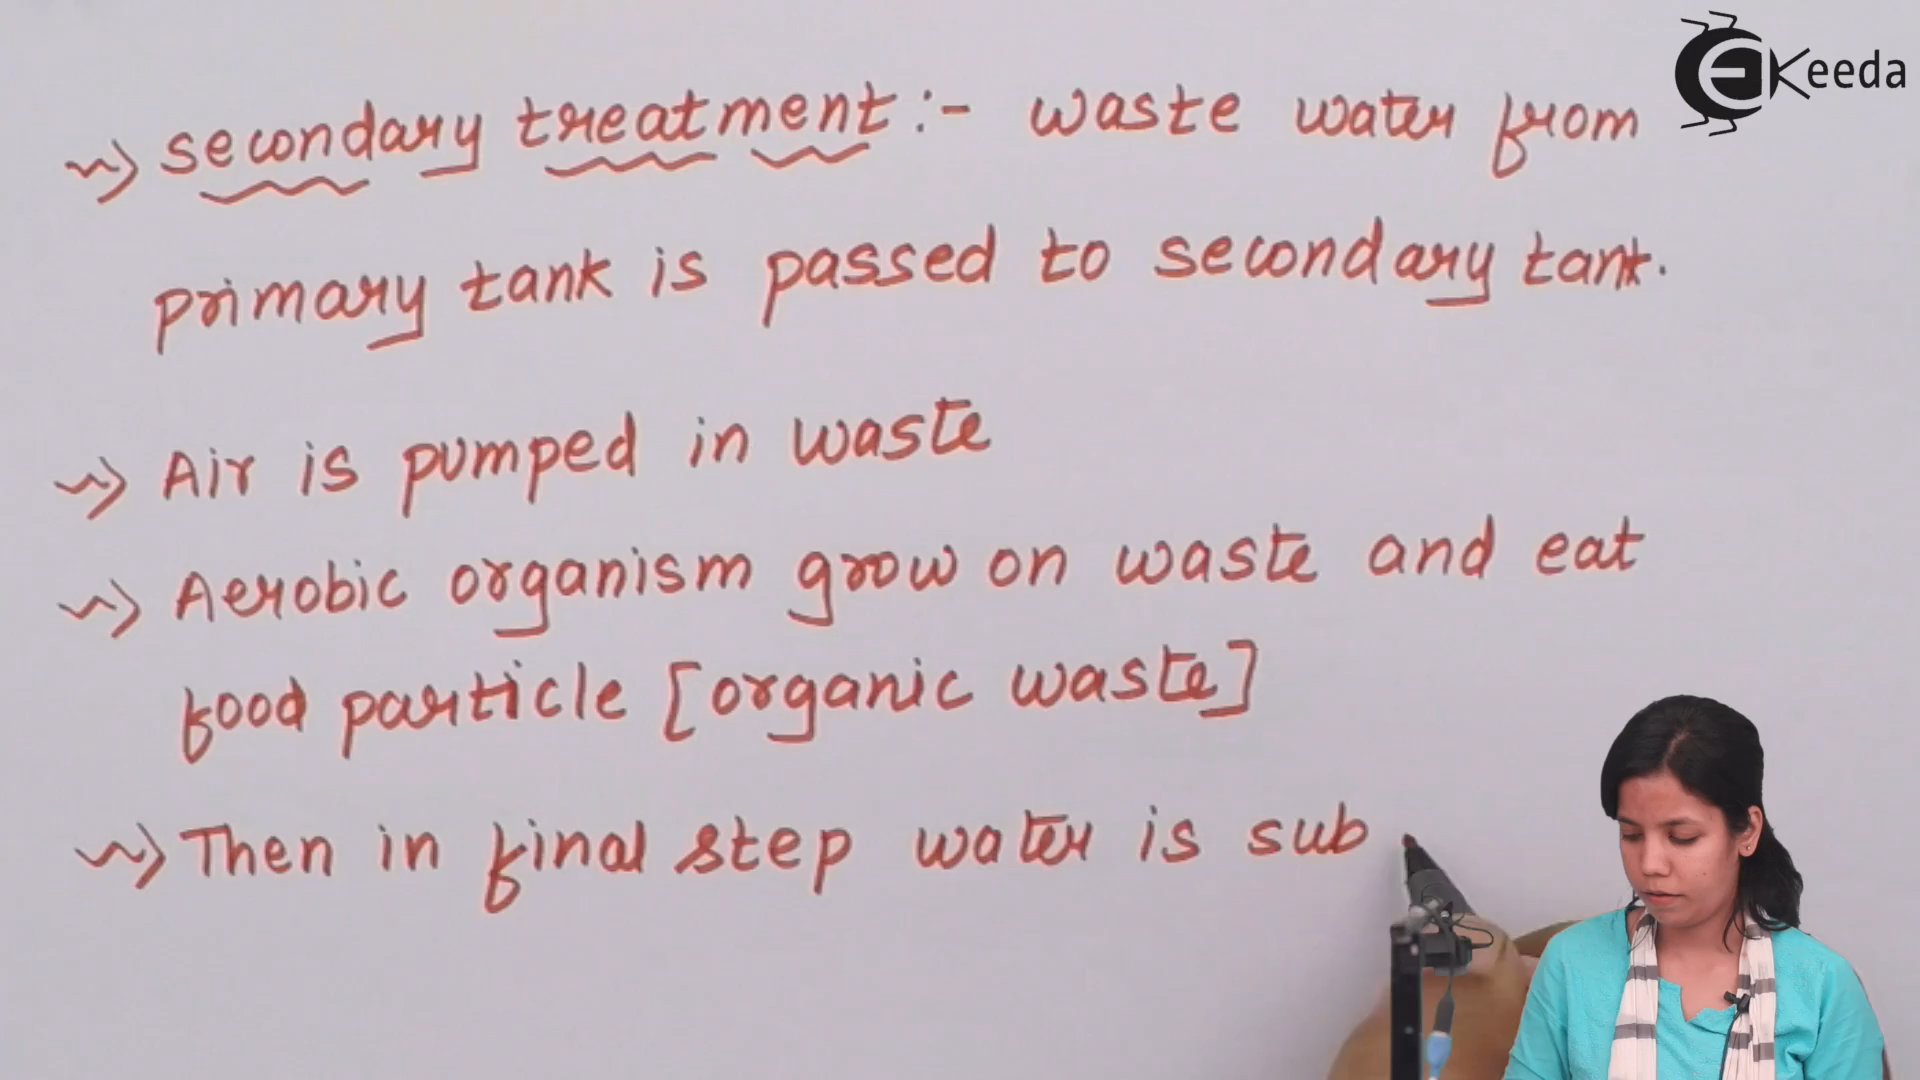 EKeeda
~> secondary treatment :- waste water from
primary tank is passed to secondary tank.
~> Air is pumped in waste
~> Aerobic organism grow on waste and eat
food particle [organic waste]
~> Then in final step water is sub